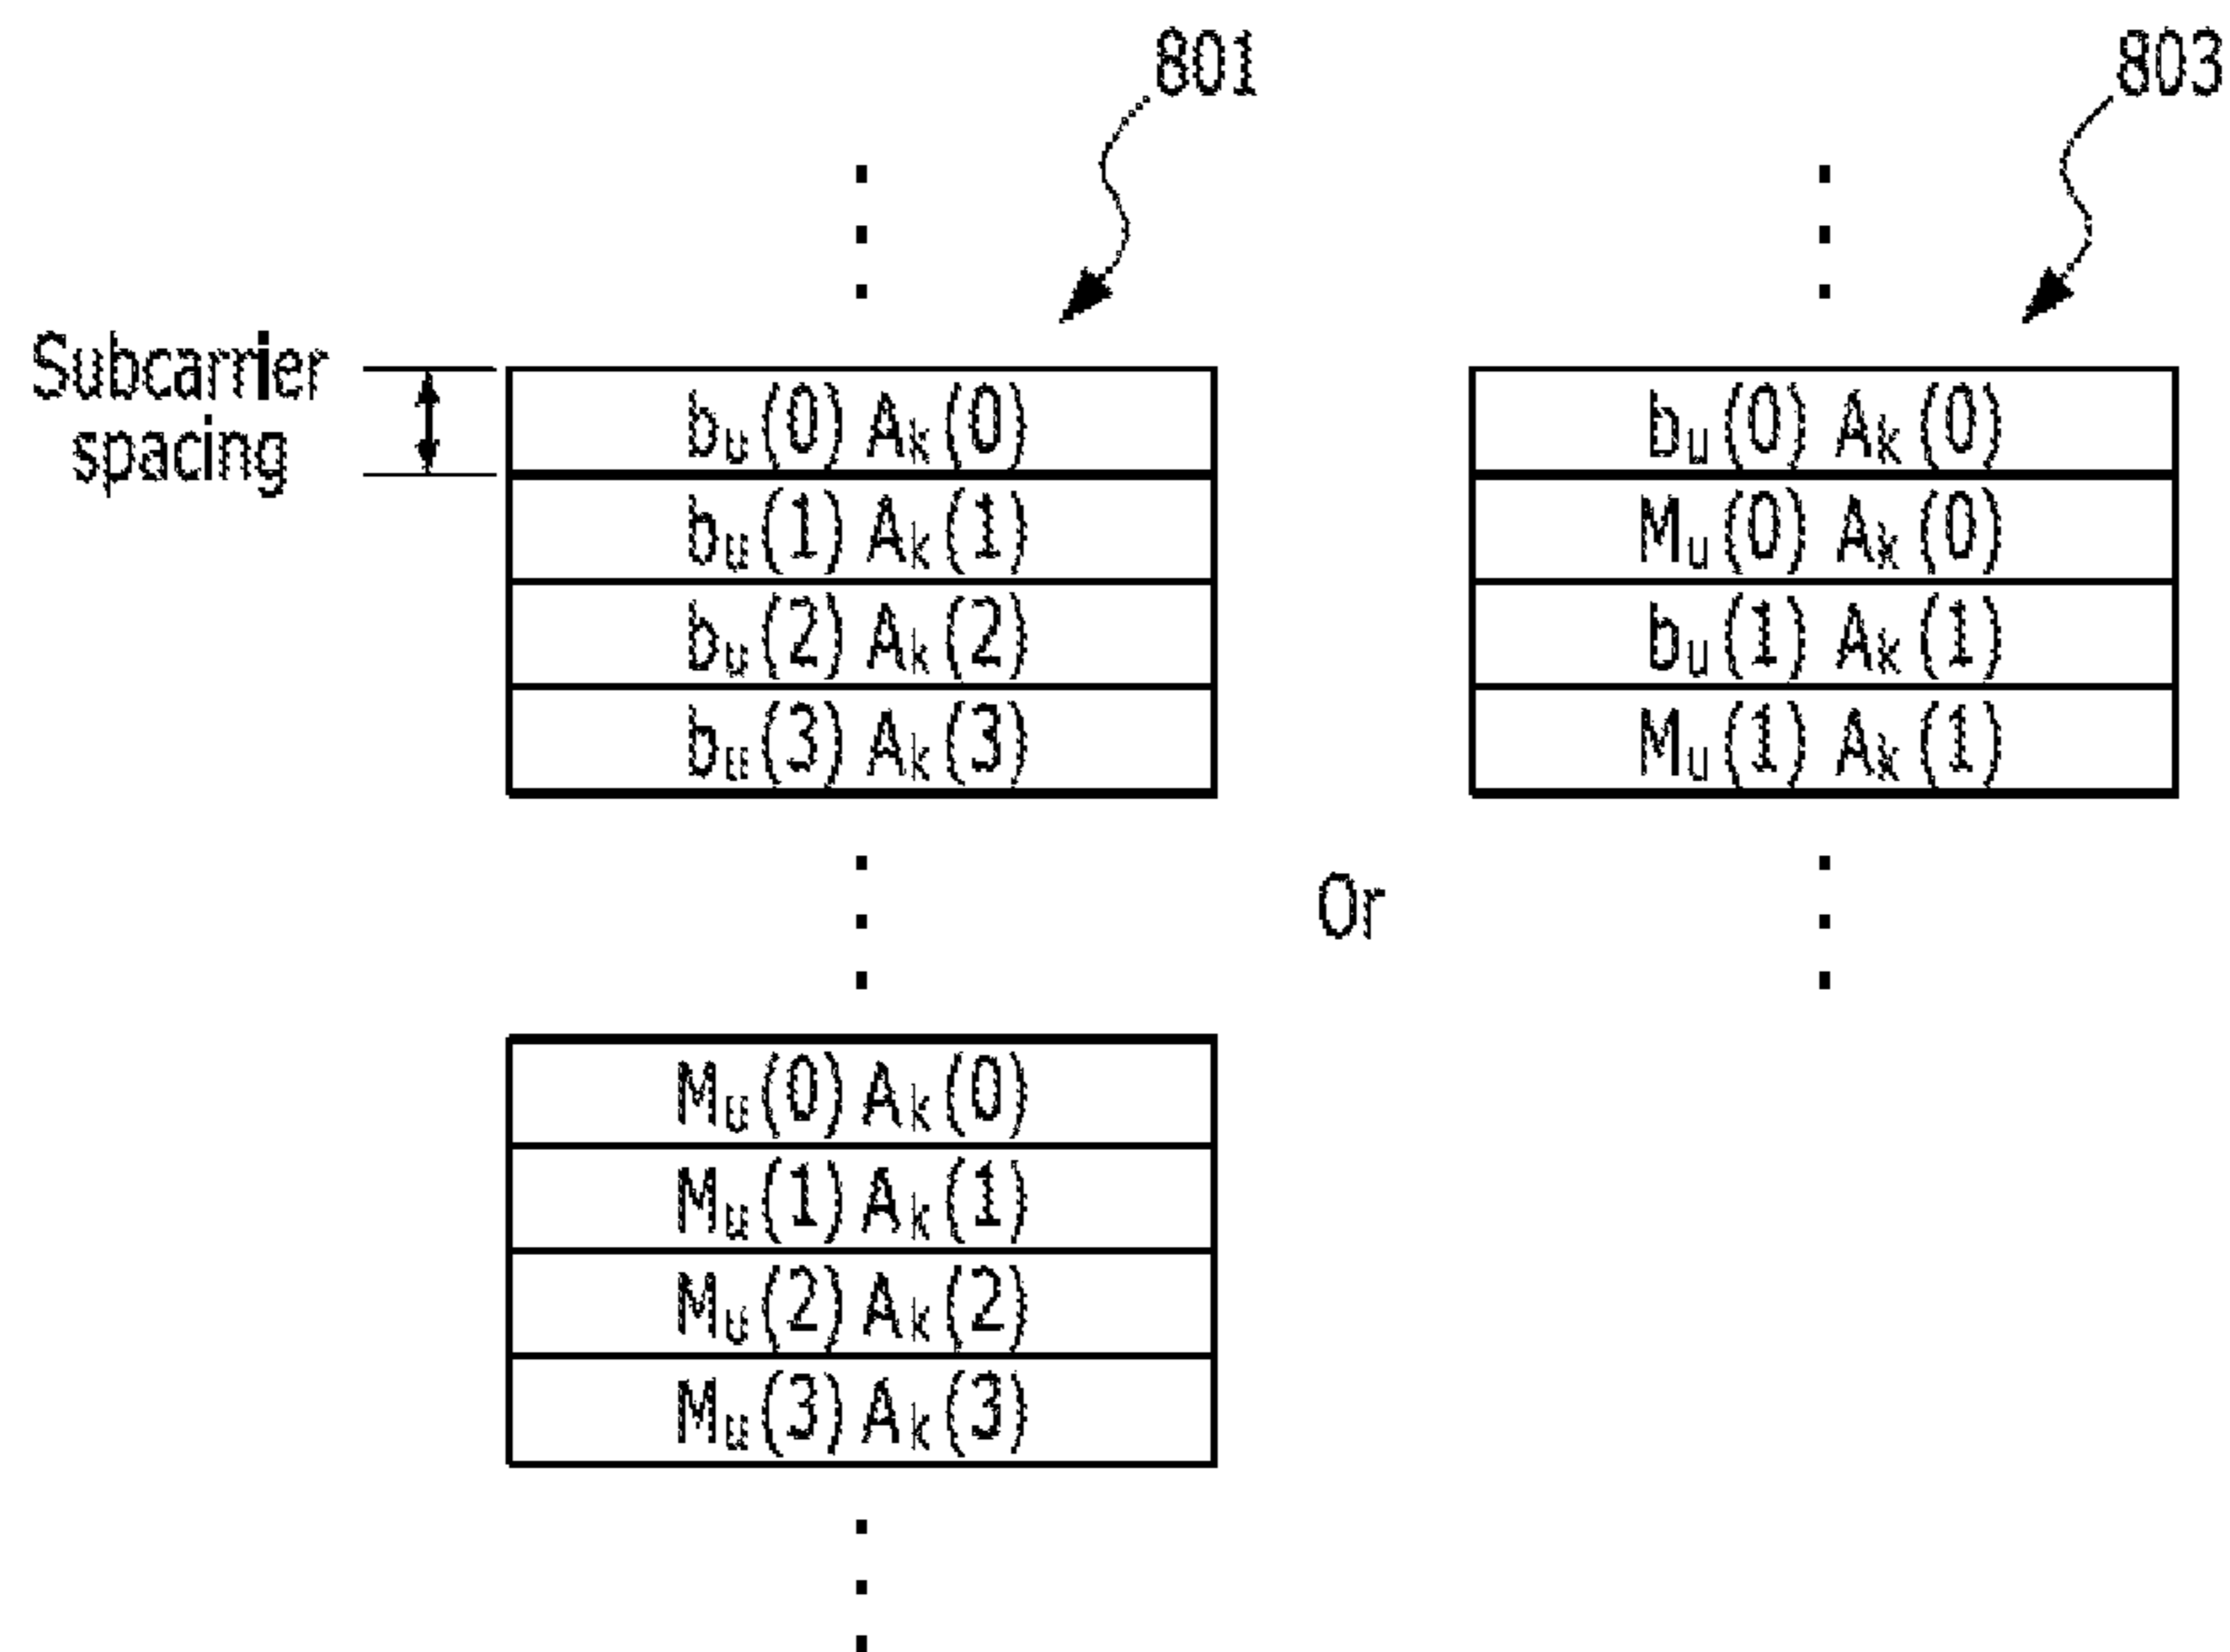 801
803
Subcarrier
spacing
bᵤ(0) Aₖ(0)
bᵤ(1) Aₖ(1)
bᵤ(2) Aₖ(2)
bᵤ(3) Aₖ(3)
bᵤ(0) Aₖ(0)
Mᵤ(0) Aₖ(0)
bᵤ(1) Aₖ(1)
Mᵤ(1) Aₖ(1)
Or
Mᵤ(0) Aₖ(0)
Mᵤ(1) Aₖ(1)
Mᵤ(2) Aₖ(2)
Mᵤ(3) Aₖ(3)